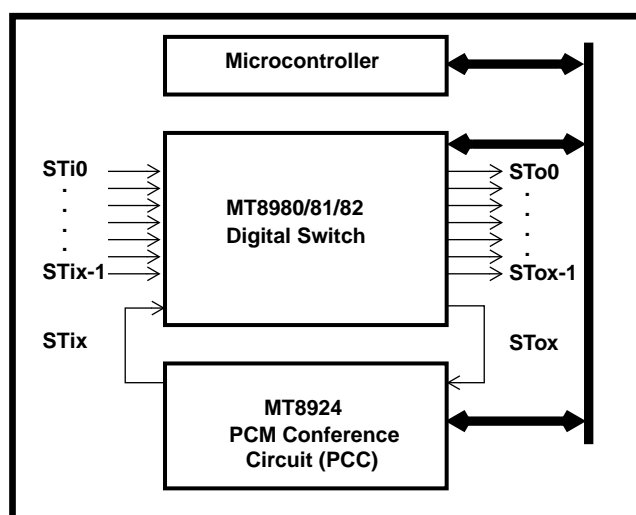 Microcontroller
STi0
STo0
.
.
.
.
.
.
.
.
MT8980/81/82
Digital Switch
STix-1
STox-1
STix
STox
MT8924
PCM Conference
Circuit (PCC)